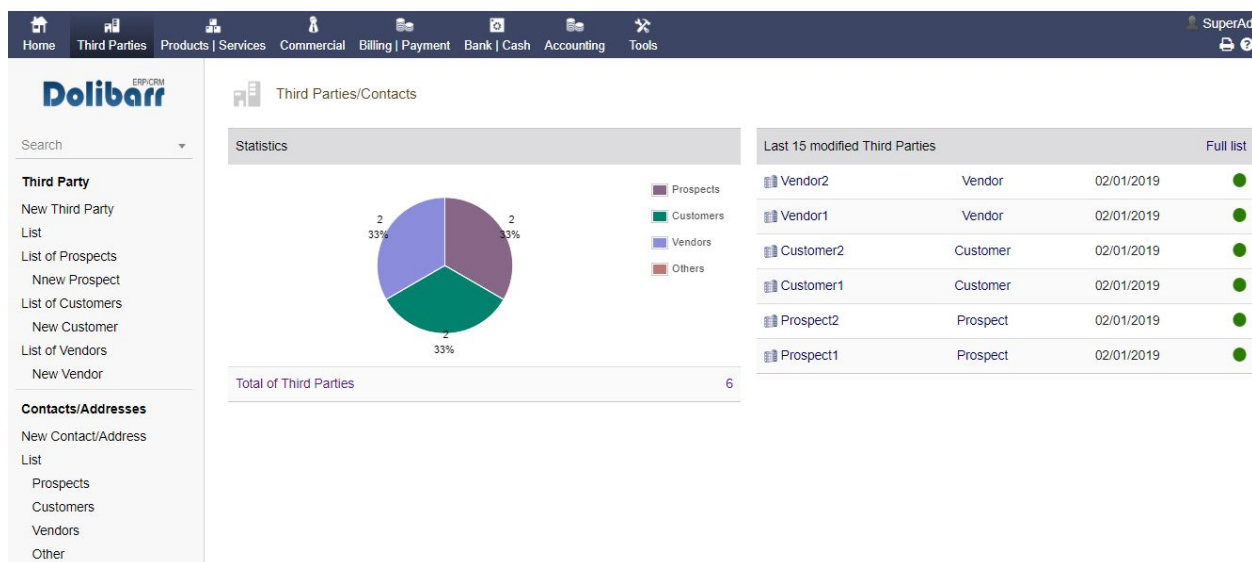 Home Third Parties Products | Services Commercial Billing | Payment Bank | Cash Accounting Tools
SuperAd
Dolibarr
ERP/CRM
Search
Third Party
New Third Party
List
List of Prospects
Nnew Prospect
List of Customers
New Customer
List of Vendors
New Vendor
Contacts/Addresses
New Contact/Address
List
Prospects
Customers
Vendors
Other
Third Parties/Contacts
Statistics
2
33%
2
33%
2
33%
Prospects
Customers
Vendors
Others
Total of Third Parties 6
Last 15 modified Third Parties Full list
Vendor2 Vendor 02/01/2019
Vendor1 Vendor 02/01/2019
Customer2 Customer 02/01/2019
Customer1 Customer 02/01/2019
Prospect2 Prospect 02/01/2019
Prospect1 Prospect 02/01/2019